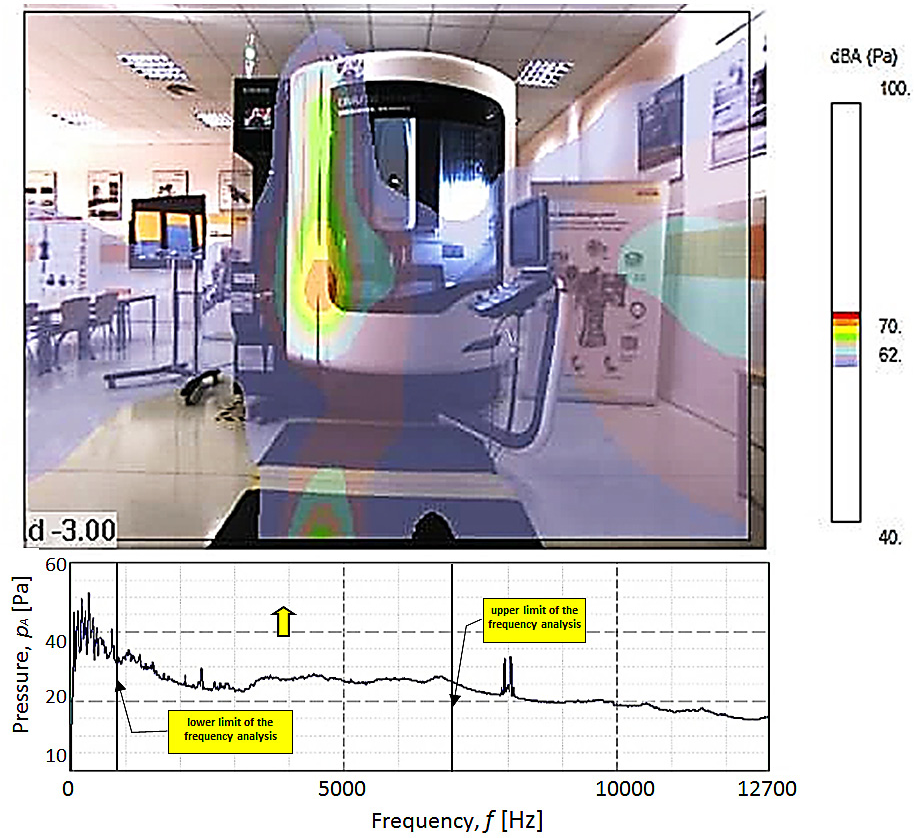 dBA {Pa}
100.
70.
62.
40.
d -3.00
60
40
20
10
Pressure, pA [Pa]
upper limit of the
frequency analysis
lower limit of the
frequency analysis
0
5000
10000
12700
Frequency, f [Hz]